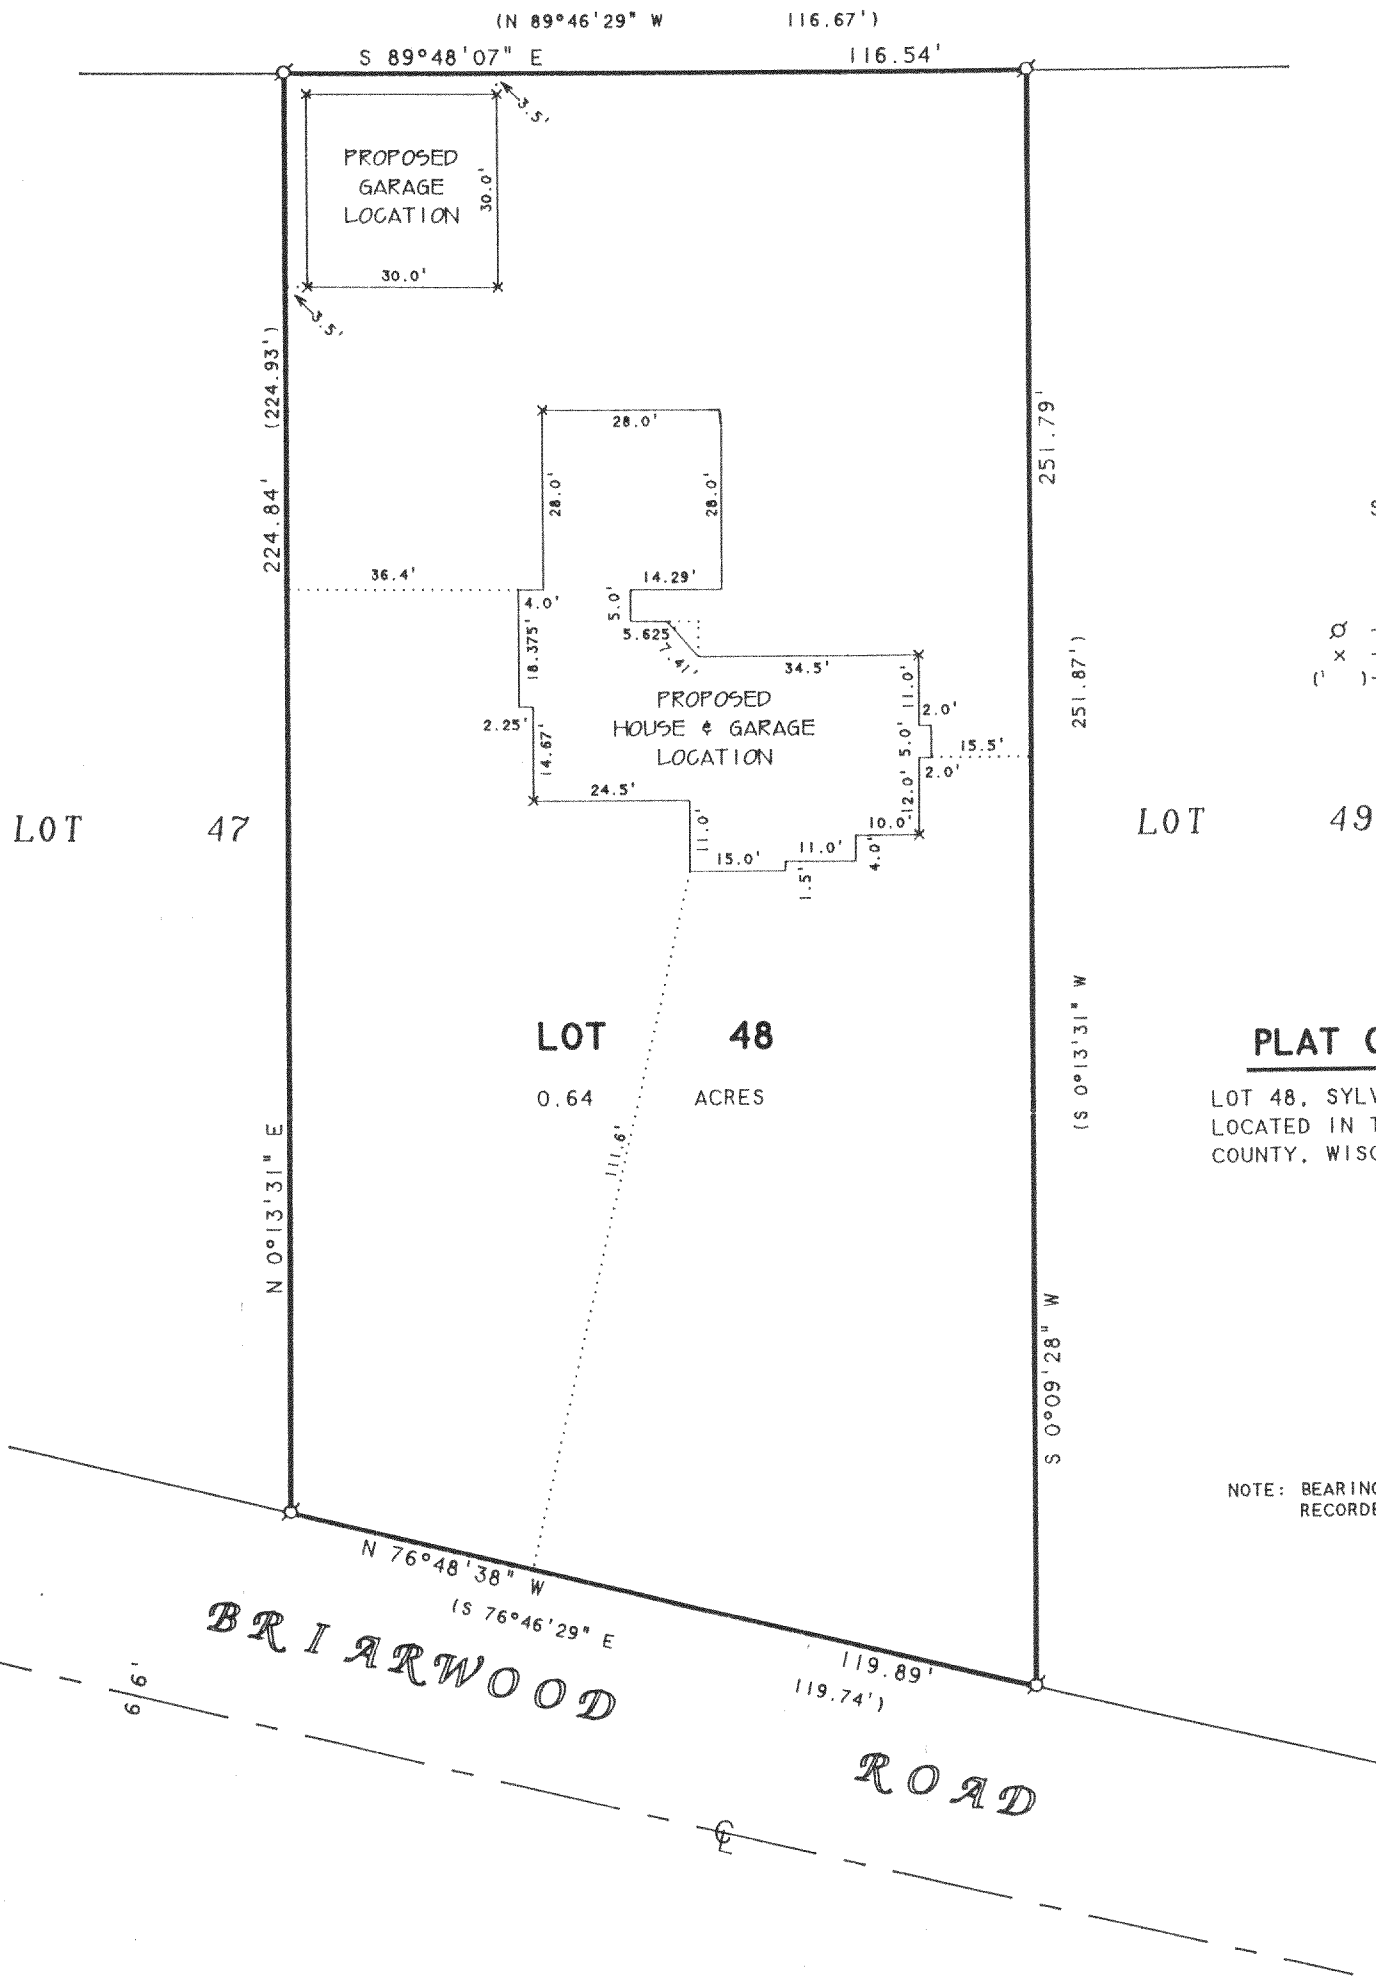 (N 89°46'29" W 116.67')
S 89°48'07" E 116.54'
3.5'
PROPOSED
GARAGE
LOCATION
30.0'
30.0'
3.5'
(224.93')
224.84'
251.79'
28.0'
28.0'
28.0'
S
36.4'
4.0'
14.29'
5.0'
5.625'
7.41'
18.375'
34.5'
( ' )
(251.87')
PROPOSED
HOUSE & GARAGE
LOCATION
11.0'
2.0'
5.0'
15.5'
2.0'
12.0'
2.25'
14.67'
24.5'
11.0'
15.0'
1.5'
11.0'
4.0'
10.0'
LOT 47
LOT 49
LOT 48
0.64 ACRES
111.6'
(S 0°13'31" W
N 0°13'31" E
S 0°09'28" W
PLAT
LOT 48, SYLV
LOCATED IN T
COUNTY, WISC
NOTE: BEARING
RECORDE
N 76°48'38" W 119.89'
(S 76°46'29" E 119.74')
BRIARWOOD ROAD
66'
℄